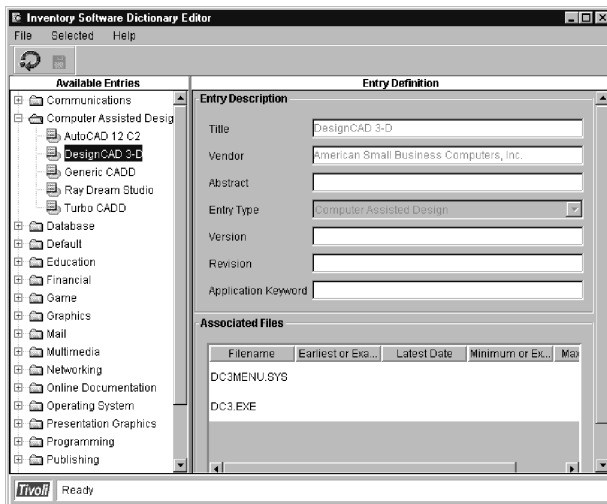 Inventory Software Dictionary Editor
File Selected Help
Available Entries
Communications
Computer Assisted Desig
AutoCAD 12 C2
DesignCAD 3-D
Generic CADD
Ray Dream Studio
Turbo CADD
Database
Default
Education
Financial
Game
Graphics
Mail
Multimedia
Networking
Online Documentation
Operating System
Presentation Graphics
Programming
Publishing
Entry Definition
Entry Description
Title DesignCAD 3-D
Vendor American Small Business Computers, Inc.
Abstract
Entry Type Computer Assisted Design
Version
Revision
Application Keyword
Associated Files
Filename Earliest or Exa... Latest Date Minimum or Ex... Max
DC3MENU.SYS
DC3.EXE
Tivoli Ready